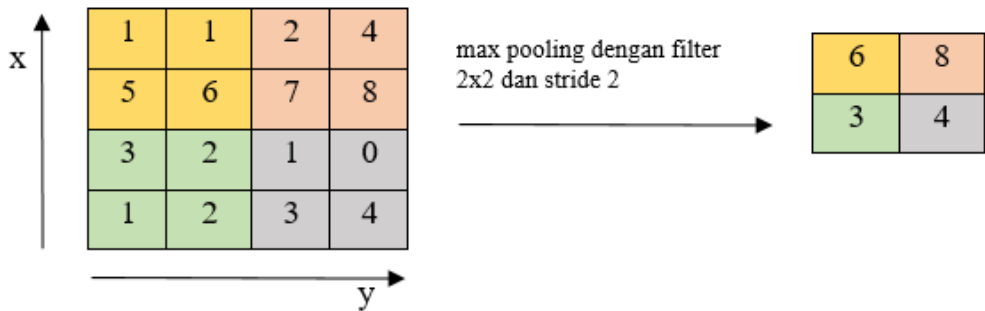 x
1 1 2 4
5 6 7 8
3 2 1 0
1 2 3 4
y
max pooling dengan filter
2x2 dan stride 2
6 8
3 4